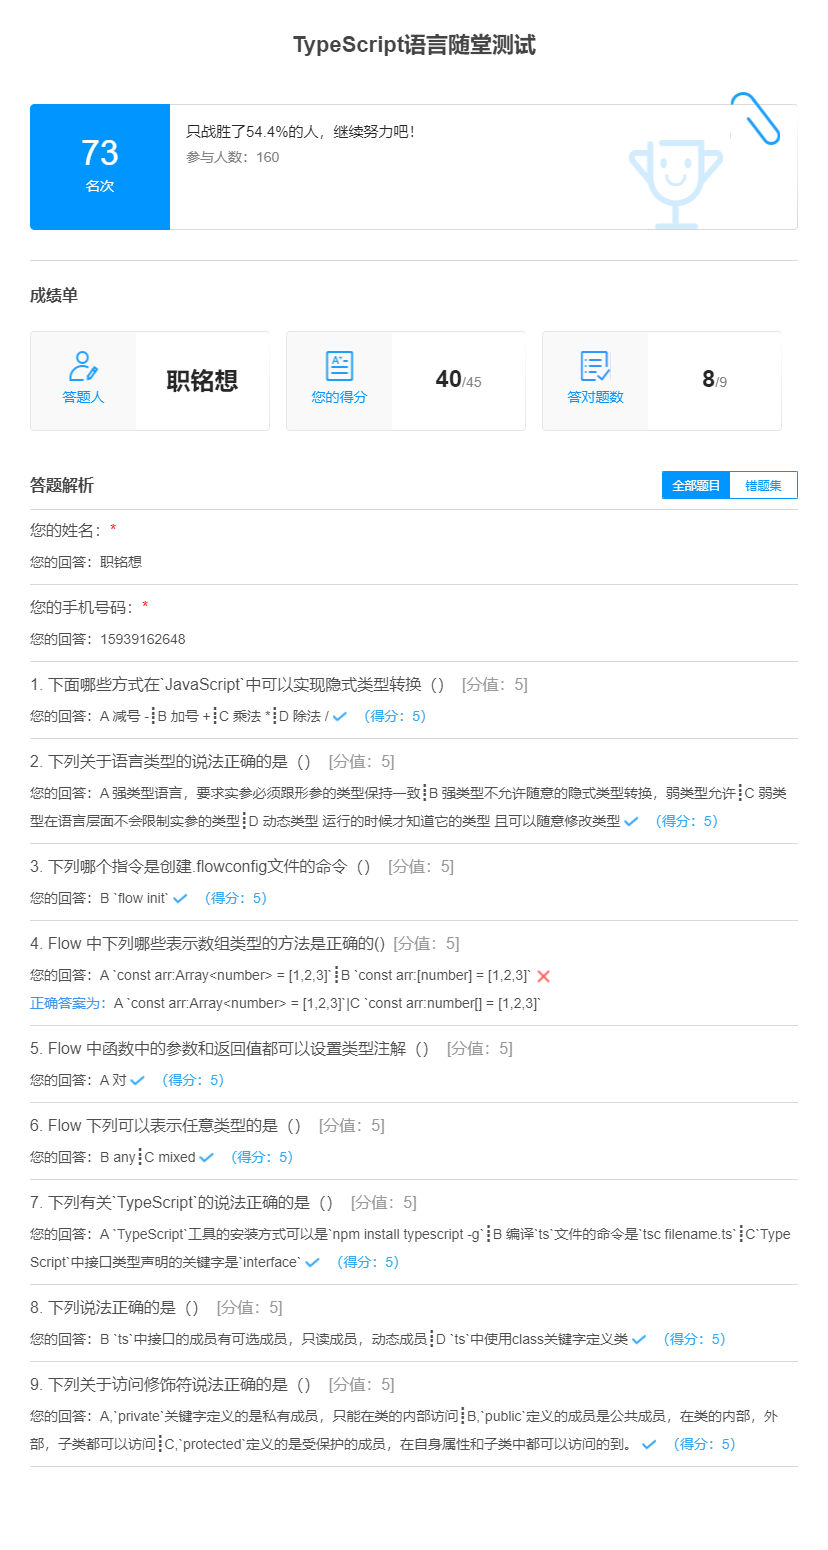 TypeScript语言随堂测试
73
名次
只战胜了54.4%的人，继续努力吧！
参与人数：160
成绩单
答题人
职铭想
您的得分
40/45
答对题数
8/9
答题解析
全部题目
错题集
您的姓名：*
您的回答：职铭想
您的手机号码：*
您的回答：15939162648
1. 下面哪些方式在`JavaScript`中可以实现隐式类型转换（） [分值：5]
您的回答：A 减号 -┋B 加号 +┋C 乘法 *┋D 除法 / （得分：5）
2. 下列关于语言类型的说法正确的是（） [分值：5]
您的回答：A 强类型语言，要求实参必须跟形参的类型保持一致┋B 强类型不允许随意的隐式类型转换，弱类型允许┋C 弱类
型在语言层面不会限制实参的类型┋D 动态类型 运行的时候才知道它的类型 且可以随意修改类型 （得分：5）
3. 下列哪个指令是创建.flowconfig文件的命令（） [分值：5]
您的回答：B `flow init` （得分：5）
4. Flow 中下列哪些表示数组类型的方法是正确的() [分值：5]
您的回答：A `const arr:Array<number> = [1,2,3]`┋B `const arr:[number] = [1,2,3]`
正确答案为：A `const arr:Array<number> = [1,2,3]`|C `const arr:number[] = [1,2,3]`
5. Flow 中函数中的参数和返回值都可以设置类型注解（） [分值：5]
您的回答：A 对 （得分：5）
6. Flow 下列可以表示任意类型的是（） [分值：5]
您的回答：B any┋C mixed （得分：5）
7. 下列有关`TypeScript`的说法正确的是（） [分值：5]
您的回答：A `TypeScript`工具的安装方式可以是`npm install typescript -g`┋B 编译`ts`文件的命令是`tsc filename.ts`┋C`Type
Script`中接口类型声明的关键字是`interface` （得分：5）
8. 下列说法正确的是（） [分值：5]
您的回答：B `ts`中接口的成员有可选成员，只读成员，动态成员┋D `ts`中使用class关键字定义类 （得分：5）
9. 下列关于访问修饰符说法正确的是（） [分值：5]
您的回答：A,`private`关键字定义的是私有成员，只能在类的内部访问┋B,`public`定义的成员是公共成员，在类的内部，外
部，子类都可以访问┋C,`protected`定义的是受保护的成员，在自身属性和子类中都可以访问的到。 （得分：5）